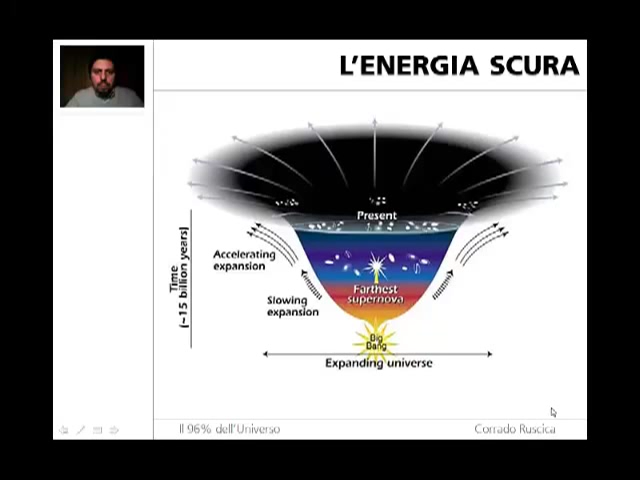 L'ENERGIA SCURA
Present
Accelerating
expansion
Time
(~15 billion years)
Farthest
supernova
Slowing
expansion
Big
Bang
Expanding universe
Il 96% dell'Universo
Corrado Ruscica